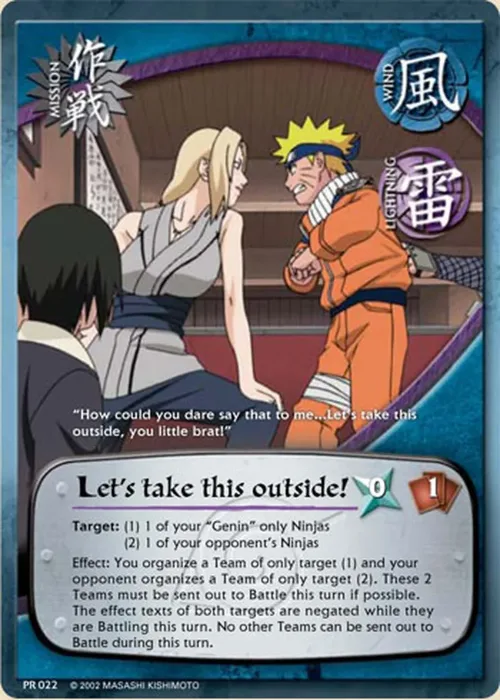 MISSION
作戦
WIND
風
LIGHTNING
雷
“How could you dare say that to me...Let’s take this
outside, you little brat!”
Let’s take this outside! 0 1
Target: (1) 1 of your “Genin” only Ninjas
(2) 1 of your opponent’s Ninjas
Effect: You organize a Team of only target (1) and your
opponent organizes a Team of only target (2). These 2
Teams must be sent out to Battle this turn if possible.
The effect texts of both targets are negated while they
are Battling this turn. No other Teams can be sent out to
Battle during this turn.
PR 022 © 2002 MASASHI KISHIMOTO